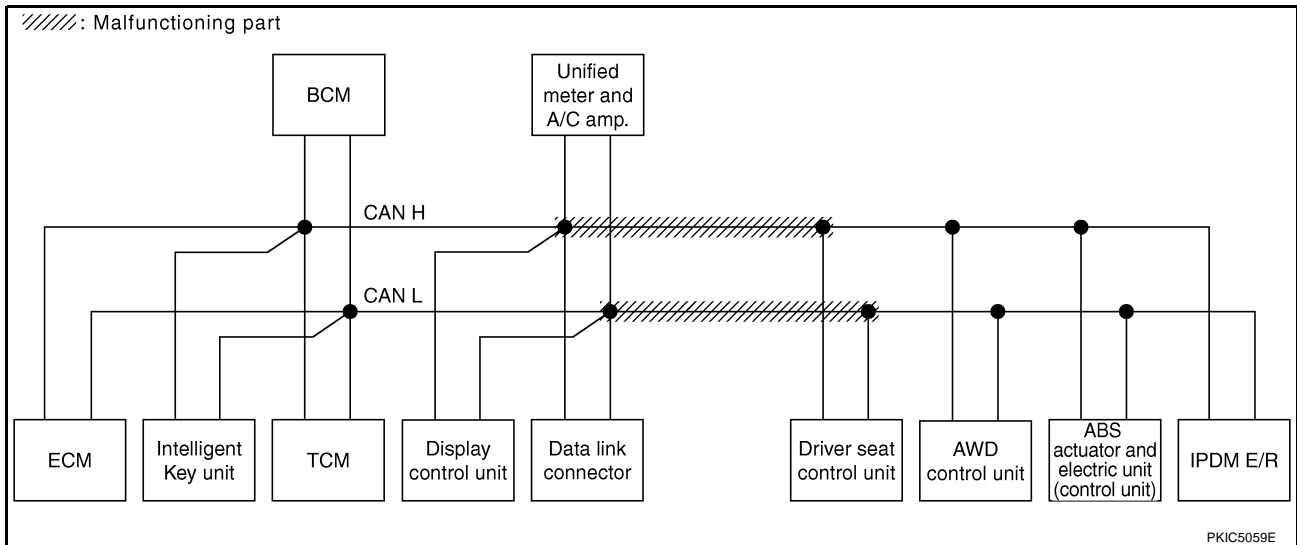 : Malfunctioning part
BCM
Unified
meter and
A/C amp.
CAN H
CAN L
ECM
Intelligent
Key unit
TCM
Display
control unit
Data link
connector
Driver seat
control unit
AWD
control unit
ABS
actuator and
electric unit
(control unit)
IPDM E/R
PKIC5059E